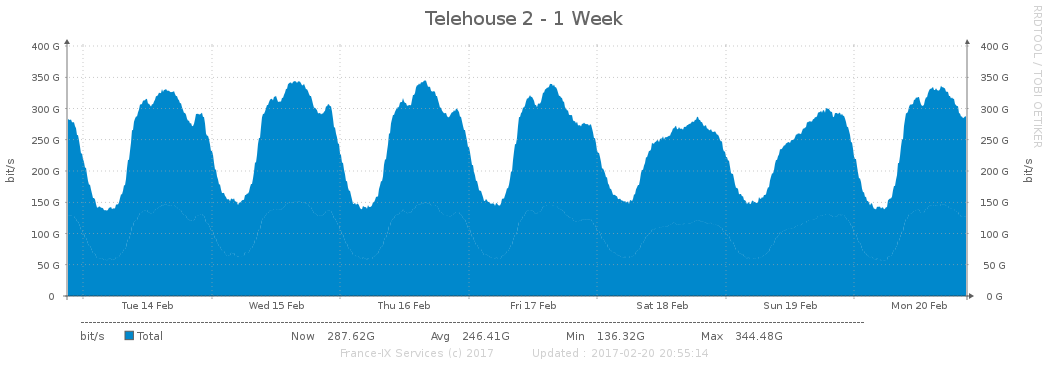 Telehouse 2 - 1 Week
RRDTOOL / TOBI OETIKER
400 G 400 G
350 G 350 G
300 G 300 G
250 G 250 G
200 G 200 G
150 G 150 G
100 G 100 G
50 G 50 G
0 0 G
bit/s bit/s
Tue 14 Feb Wed 15 Feb Thu 16 Feb Fri 17 Feb Sat 18 Feb Sun 19 Feb Mon 20 Feb
bit/s Total Now 287.62G Avg 246.41G Min 136.32G Max 344.48G
France-IX Services (c) 2017 Updated : 2017-02-20 20:55:14